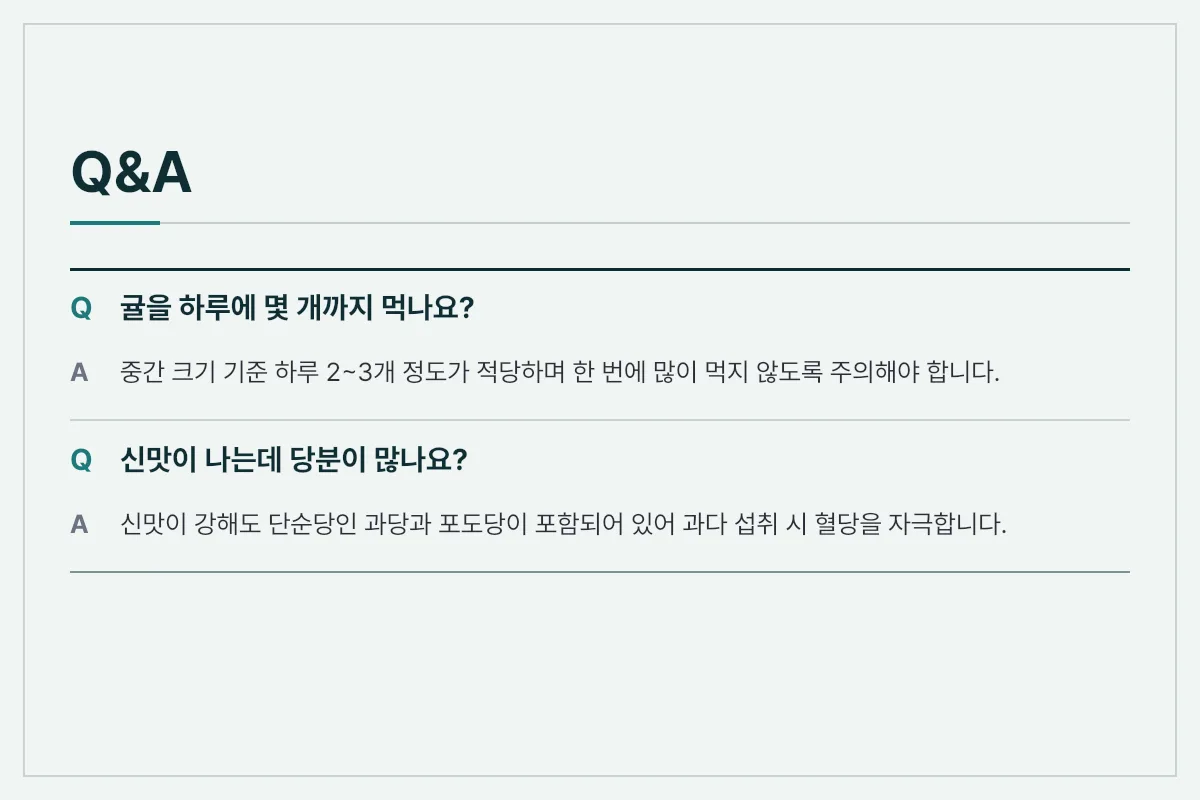 Q&A
Q 귤을 하루에 몇 개까지 먹나요?
A 중간 크기 기준 하루 2~3개 정도가 적당하며 한 번에 많이 먹지 않도록 주의해야 합니다.
Q 신맛이 나는데 당분이 많나요?
A 신맛이 강해도 단순당인 과당과 포도당이 포함되어 있어 과다 섭취 시 혈당을 자극합니다.